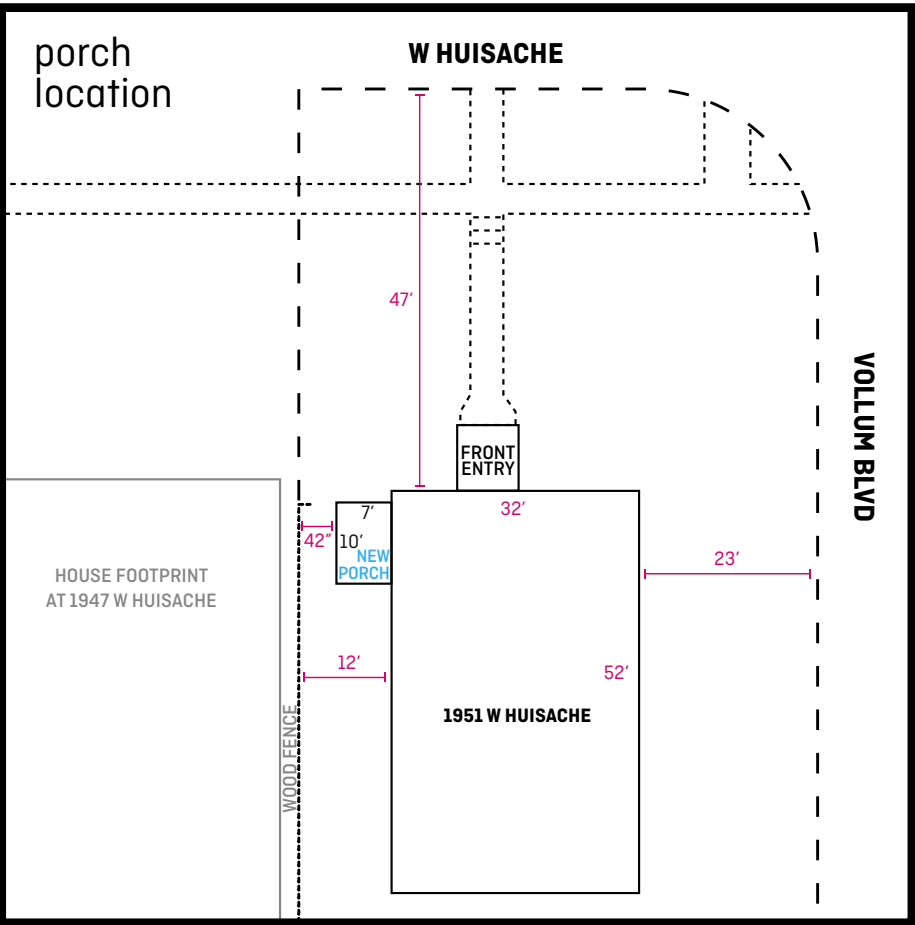 porch
location
W HUISACHE
47′
VOLLUM BLVD
FRONT
ENTRY
7′
32′
42″
10′
NEW
PORCH
23′
HOUSE FOOTPRINT
AT 1947 W HUISACHE
12′
52′
1951 W HUISACHE
WOOD FENCE